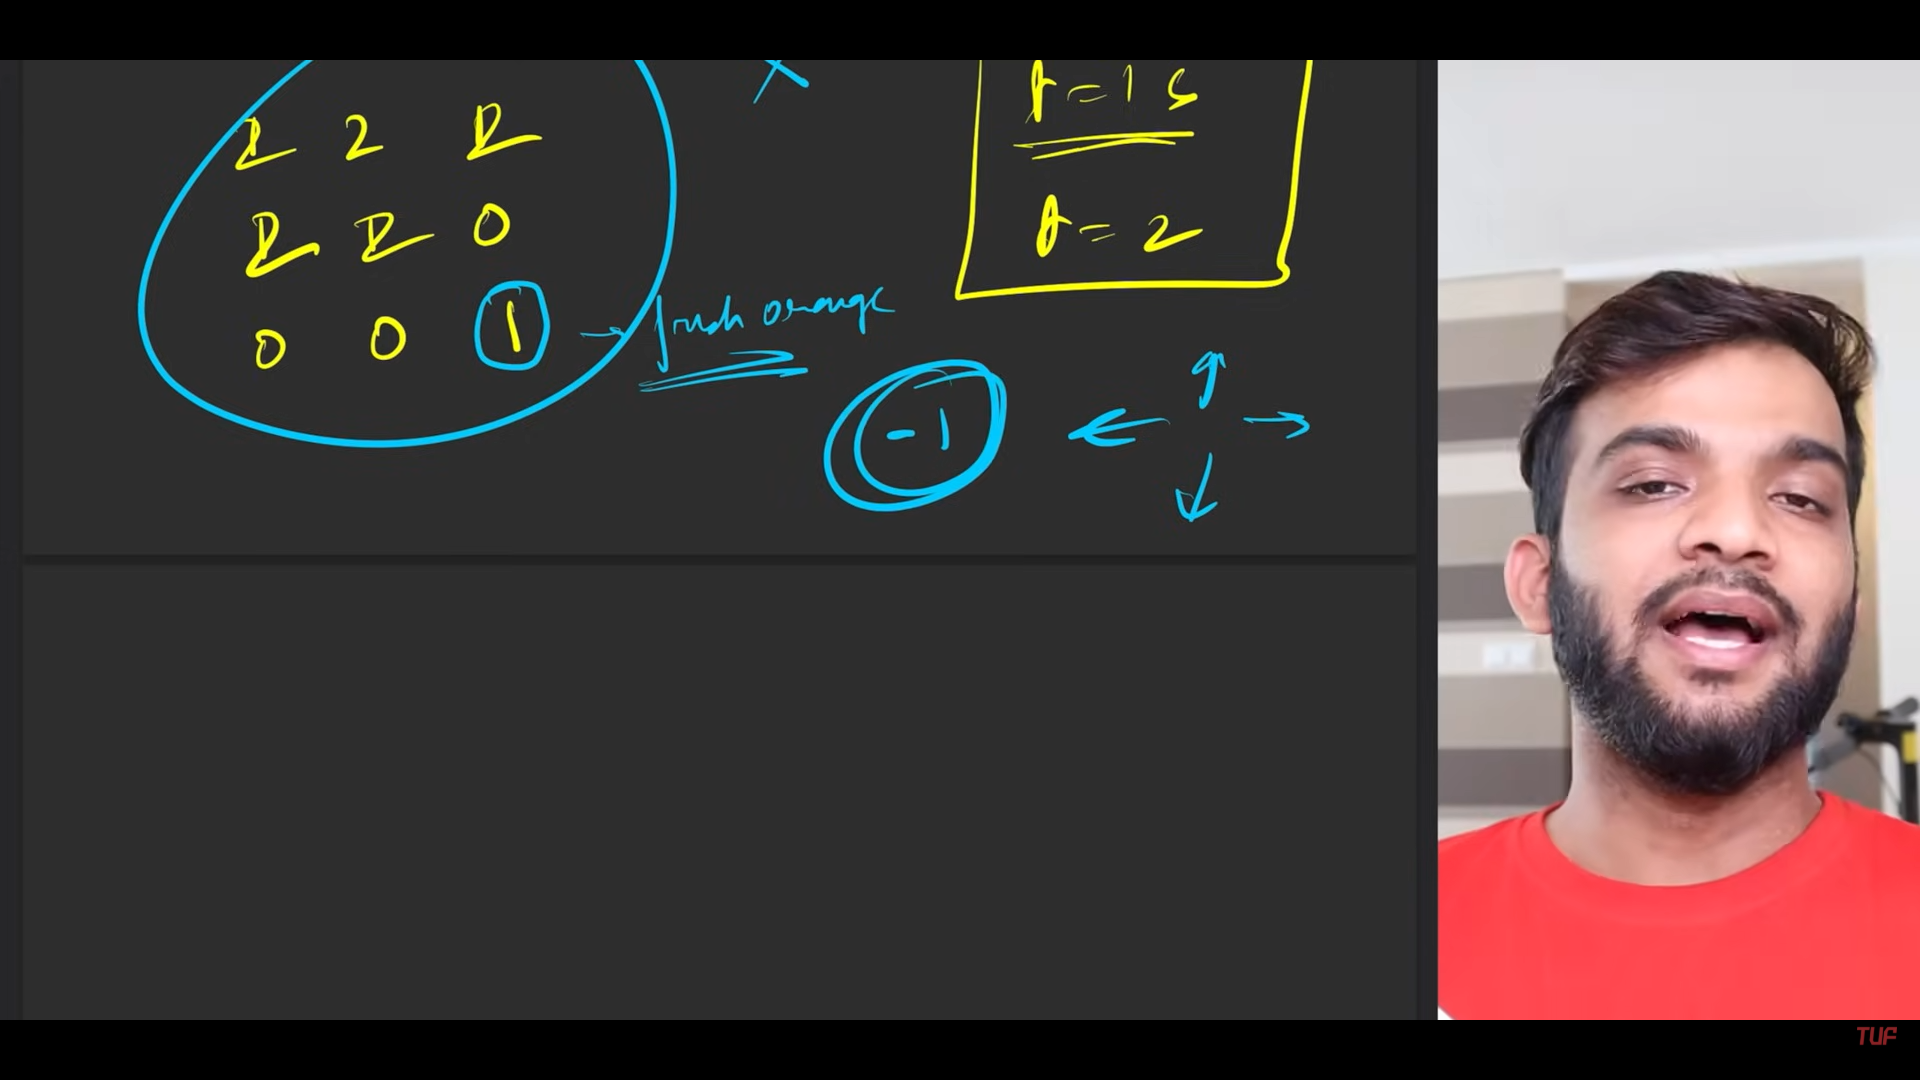 t = 1 s
2 2 2
t = 2
2 2 0
0 0 1 → fresh orange
-1
TUF